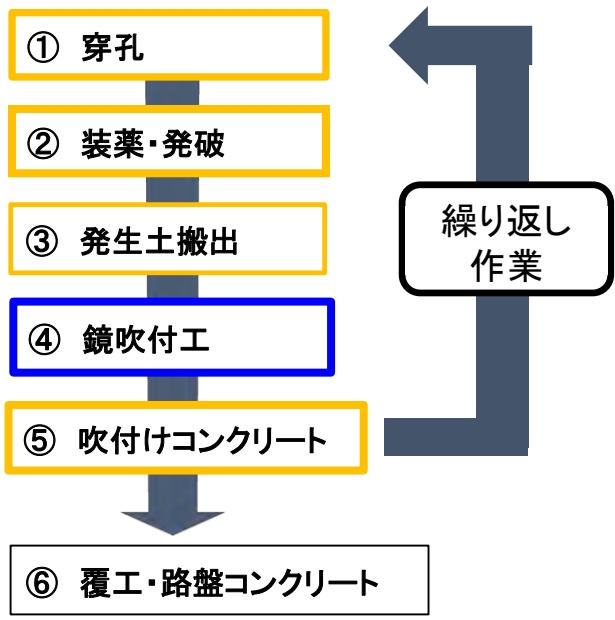 ① 穿孔
② 装薬・発破
③ 発生土搬出
④ 鏡吹付工
⑤ 吹付けコンクリート
⑥ 覆工・路盤コンクリート
繰り返し
作業